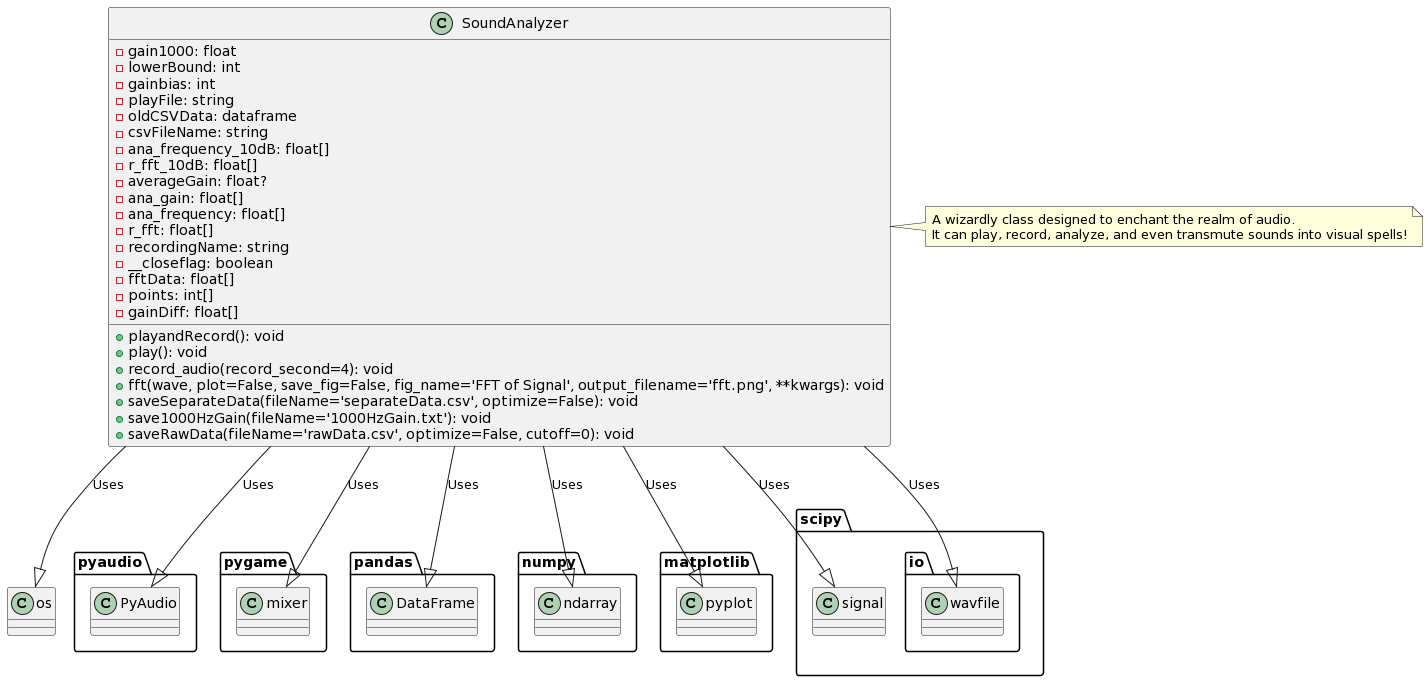 SoundAnalyzer
gain1000: float
lowerBound: int
gainbias: int
playFile: string
oldCSVData: dataframe
csvFileName: string
ana_frequency_10dB: float[]
r_fft_10dB: float[]
averageGain: float?
ana_gain: float[]
ana_frequency: float[]
r_fft: float[]
recordingName: string
__closeflag: boolean
fftData: float[]
points: int[]
gainDiff: float[]
playandRecord(): void
play(): void
record_audio(record_second=4): void
fft(wave, plot=False, save_fig=False, fig_name='FFT of Signal', output_filename='fft.png', **kwargs): void
saveSeparateData(fileName='separateData.csv', optimize=False): void
save1000HzGain(fileName='1000HzGain.txt'): void
saveRawData(fileName='rawData.csv', optimize=False, cutoff=0): void
A wizardly class designed to enchant the realm of audio.
It can play, record, analyze, and even transmute sounds into visual spells!
Uses
Uses
Uses
Uses
Uses
Uses
Uses
Uses
os
pyaudio
PyAudio
pygame
mixer
pandas
DataFrame
numpy
ndarray
matplotlib
pyplot
scipy
signal
io
wavfile